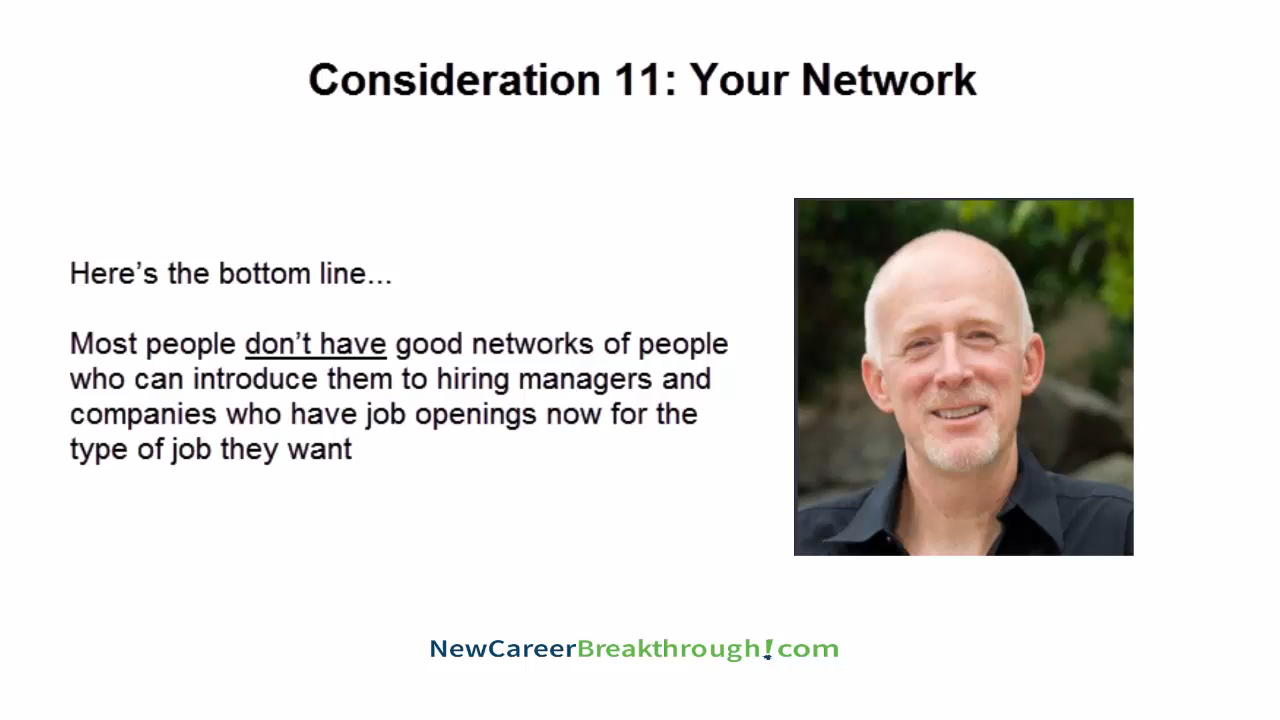 Consideration 11: Your Network
Here’s the bottom line...
Most people don’t have good networks of people
who can introduce them to hiring managers and
companies who have job openings now for the
type of job they want
NewCareerBreakthrough!com